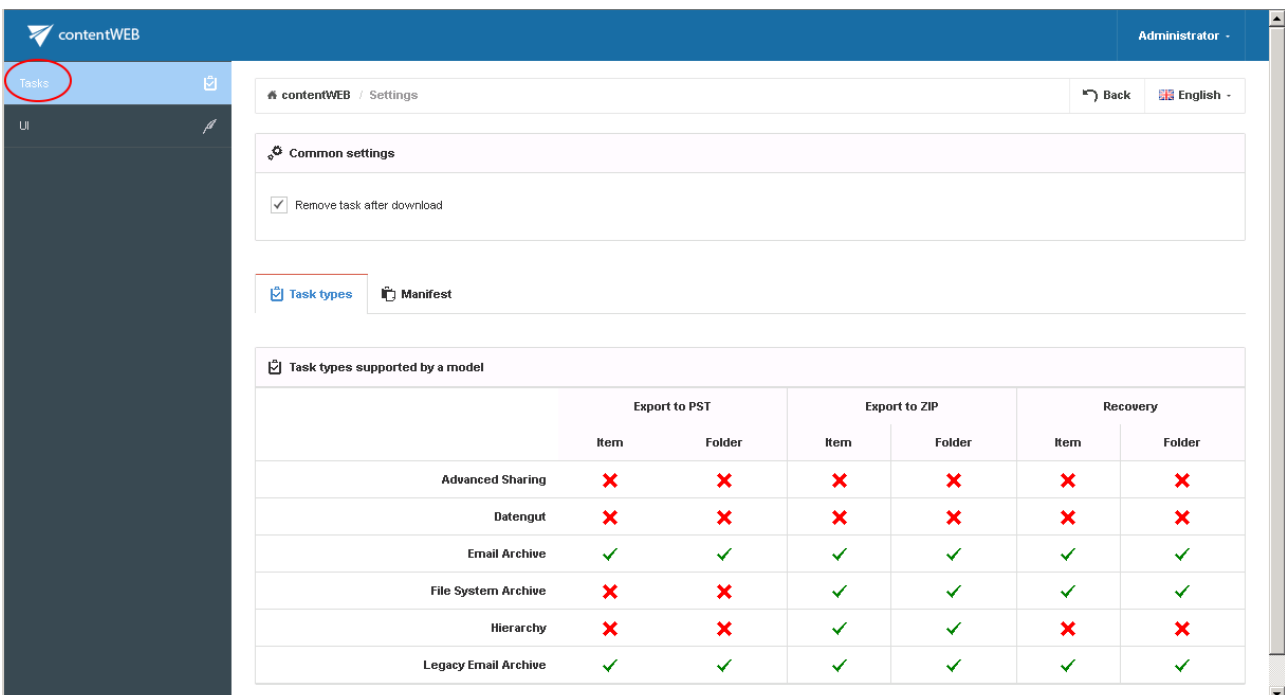 contentWEB
Administrator
Tasks
UI
contentWEB / Settings
Back
English
Common settings
Remove task after download
Task types
Manifest
Task types supported by a model
Export to PST Export to ZIP Recovery
Item Folder Item Folder Item Folder
Advanced Sharing
Datengut
Email Archive
File System Archive
Hierarchy
Legacy Email Archive